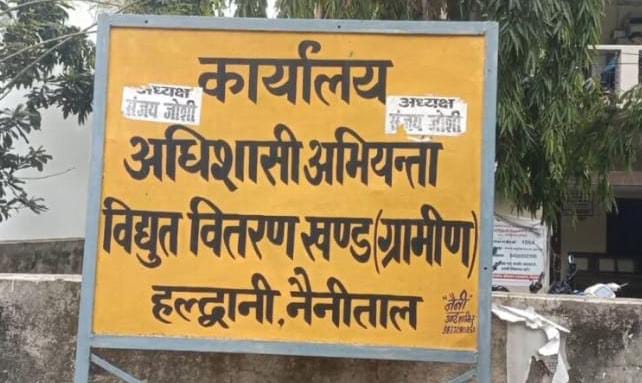 कार्यालय
अध्यक्ष
संजय जोशी
अध्यक्ष
संजय जोशी
अधिशासी अभियन्ता
विद्युत वितरण खण्ड (ग्रामीण)
हल्द्वानी, नैनीताल
"नैनी"